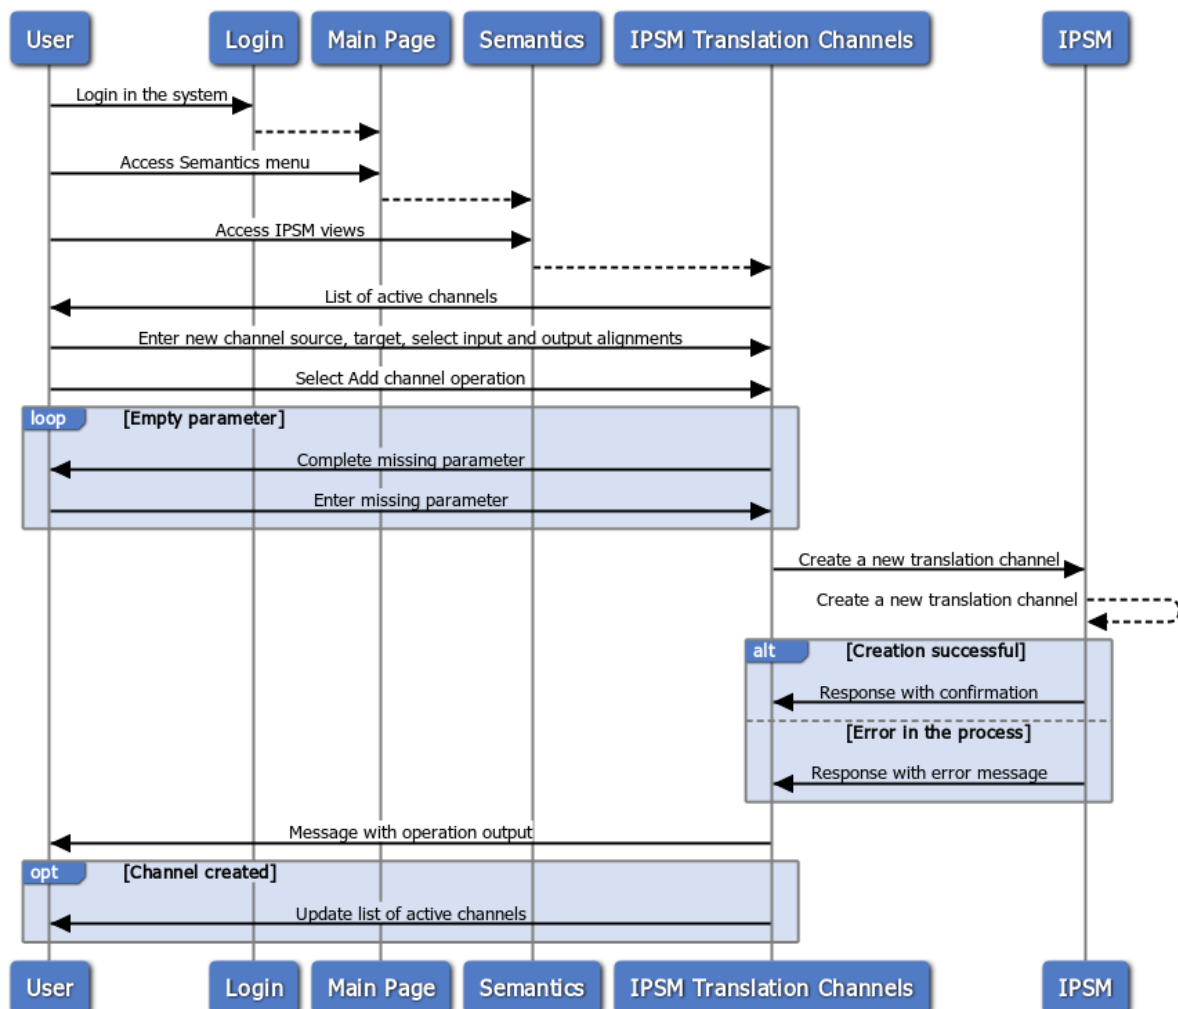 User Login Main Page Semantics IPSM Translation Channels IPSM
Login in the system
Access Semantics menu
Access IPSM views
List of active channels
Enter new channel source, target, select input and output alignments
Select Add channel operation
loop [Empty parameter]
Complete missing parameter
Enter missing parameter
Create a new translation channel
Create a new translation channel
alt [Creation successful]
Response with confirmation
[Error in the process]
Response with error message
Message with operation output
opt [Channel created]
Update list of active channels
User Login Main Page Semantics IPSM Translation Channels IPSM